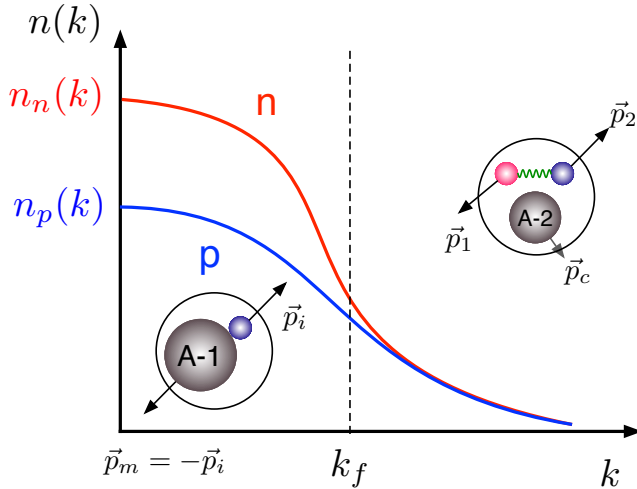 n(k)
n_n(k)
n
n_p(k)
p
p⃗_2
p⃗_1
A-2
p⃗_c
p⃗_i
A-1
p⃗_m = −p⃗_i
k_f
k